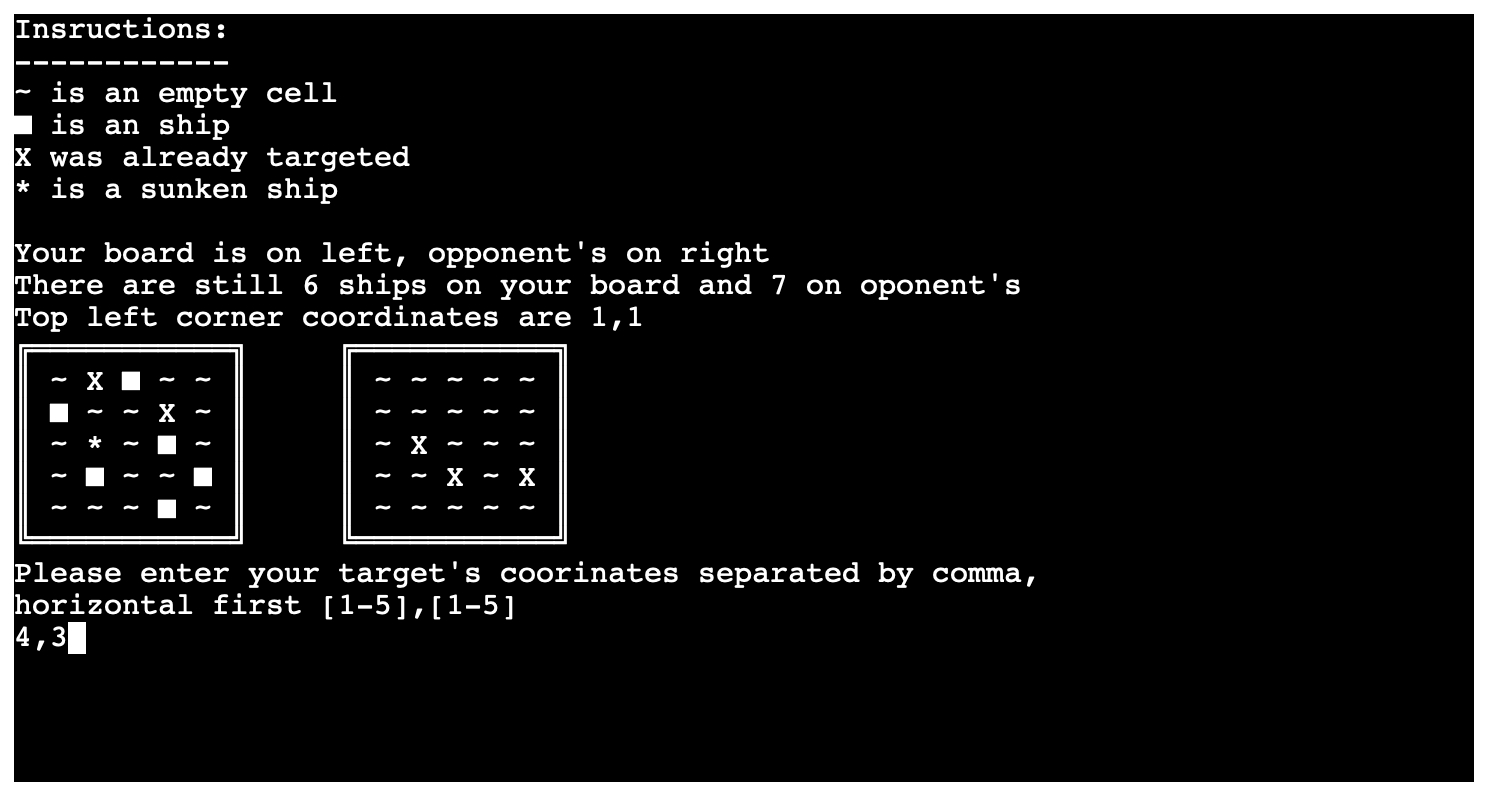 Insructions:
------------
~ is an empty cell
■ is an ship
X was already targeted
* is a sunken ship

Your board is on left, opponent's on right
There are still 6 ships on your board and 7 on oponent's
Top left corner coordinates are 1,1
╔═══════════╗     ╔═══════════╗
║ ~ X ■ ~ ~ ║     ║ ~ ~ ~ ~ ~ ║
║ ■ ~ ~ X ~ ║     ║ ~ ~ ~ ~ ~ ║
║ ~ * ~ ■ ~ ║     ║ ~ X ~ ~ ~ ║
║ ~ ■ ~ ~ ■ ║     ║ ~ ~ X ~ X ║
║ ~ ~ ~ ■ ~ ║     ║ ~ ~ ~ ~ ~ ║
╚═══════════╝     ╚═══════════╝
Please enter your target's coorinates separated by comma,
horizontal first [1-5],[1-5]
4,3